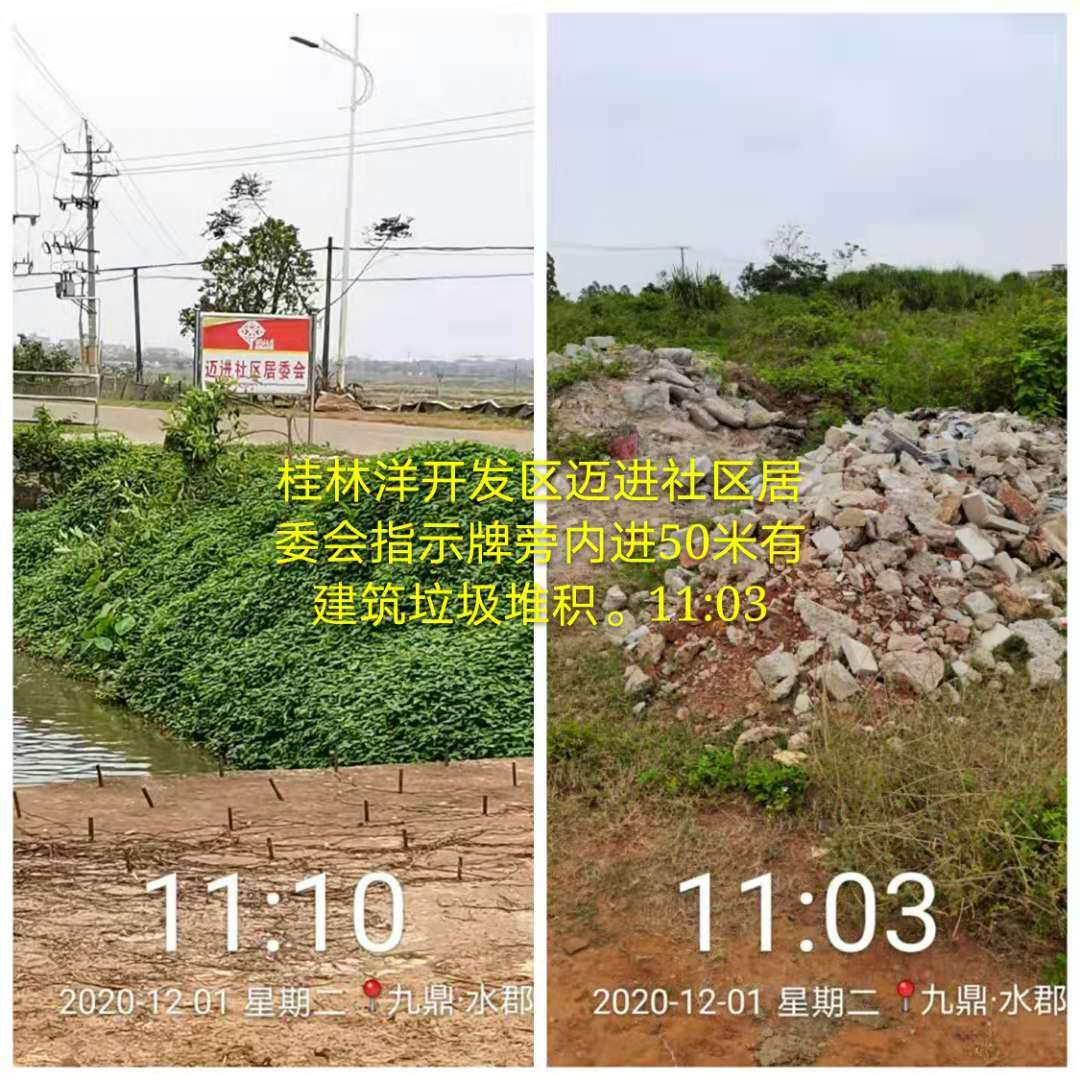 迈进社区居委会
桂林洋开发区迈进社区居
委会指示牌旁内进50米有
建筑垃圾堆积。11:03
11:10
2020-12-01 星期二 九鼎·水郡
11:03
2020-12-01 星期二 九鼎·水郡